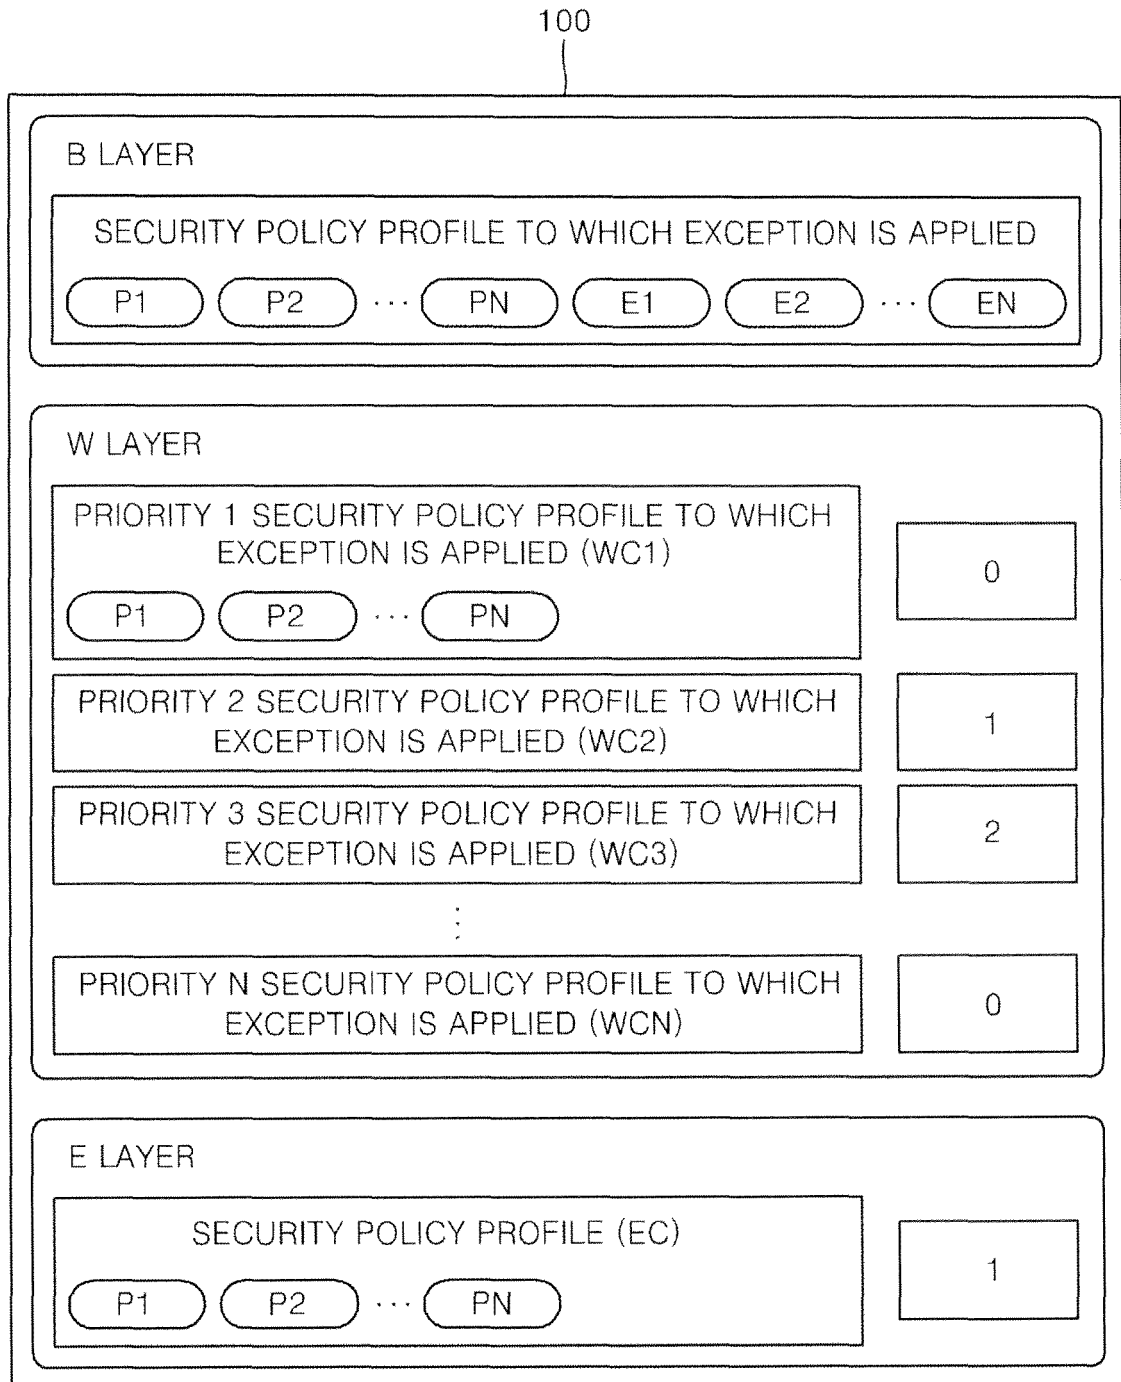 100
B LAYER
SECURITY POLICY PROFILE TO WHICH EXCEPTION IS APPLIED
P1 P2 ··· PN E1 E2 ··· EN
W LAYER
PRIORITY 1 SECURITY POLICY PROFILE TO WHICH
EXCEPTION IS APPLIED (WC1)
0
P1 P2 ··· PN
PRIORITY 2 SECURITY POLICY PROFILE TO WHICH
EXCEPTION IS APPLIED (WC2)
1
PRIORITY 3 SECURITY POLICY PROFILE TO WHICH
EXCEPTION IS APPLIED (WC3)
2
⋮
PRIORITY N SECURITY POLICY PROFILE TO WHICH
EXCEPTION IS APPLIED (WCN)
0
E LAYER
SECURITY POLICY PROFILE (EC)
1
P1 P2 ··· PN